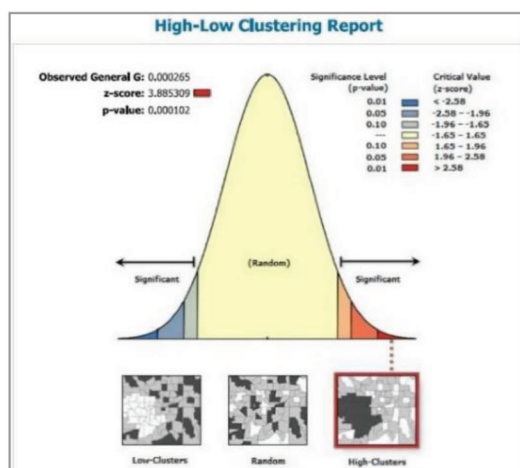 High-Low Clustering Report
Observed General G: 0.000265
z-score: 3.885309
p-value: 0.000102
Significance Level
(p-value)
Critical Value
(z-score)
0.01 < -2.58
0.05 -2.58 – -1.96
0.10 -1.96 – -1.65
— -1.65 – 1.65
0.10 1.65 – 1.96
0.05 1.96 – 2.58
0.01 > 2.58
Significant
(Random)
Significant
Low-Clusters
Random
High-Clusters